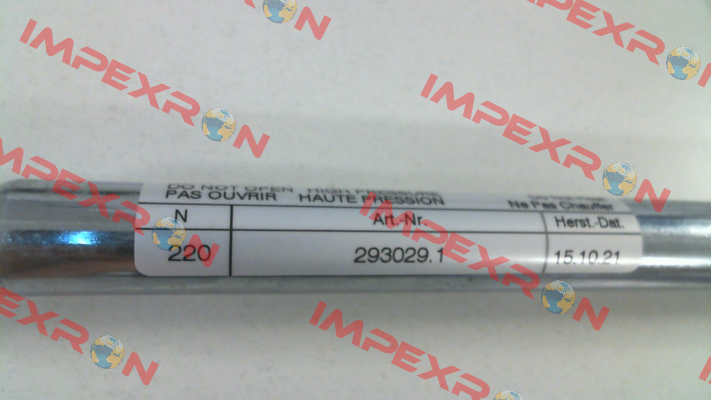 DO NOT OPEN HIGH PRESSURE
PAS OUVRIR HAUTE PRESSION Ne Pas Chauffer
N Art.-Nr. Herst.-Dat.
220 293029.1 15.10.21
IMPEXRON
IMPEXRON
IMPEXRON
IMPEXRON
IMPEXRON
IMPEXRON
IMPEXRON